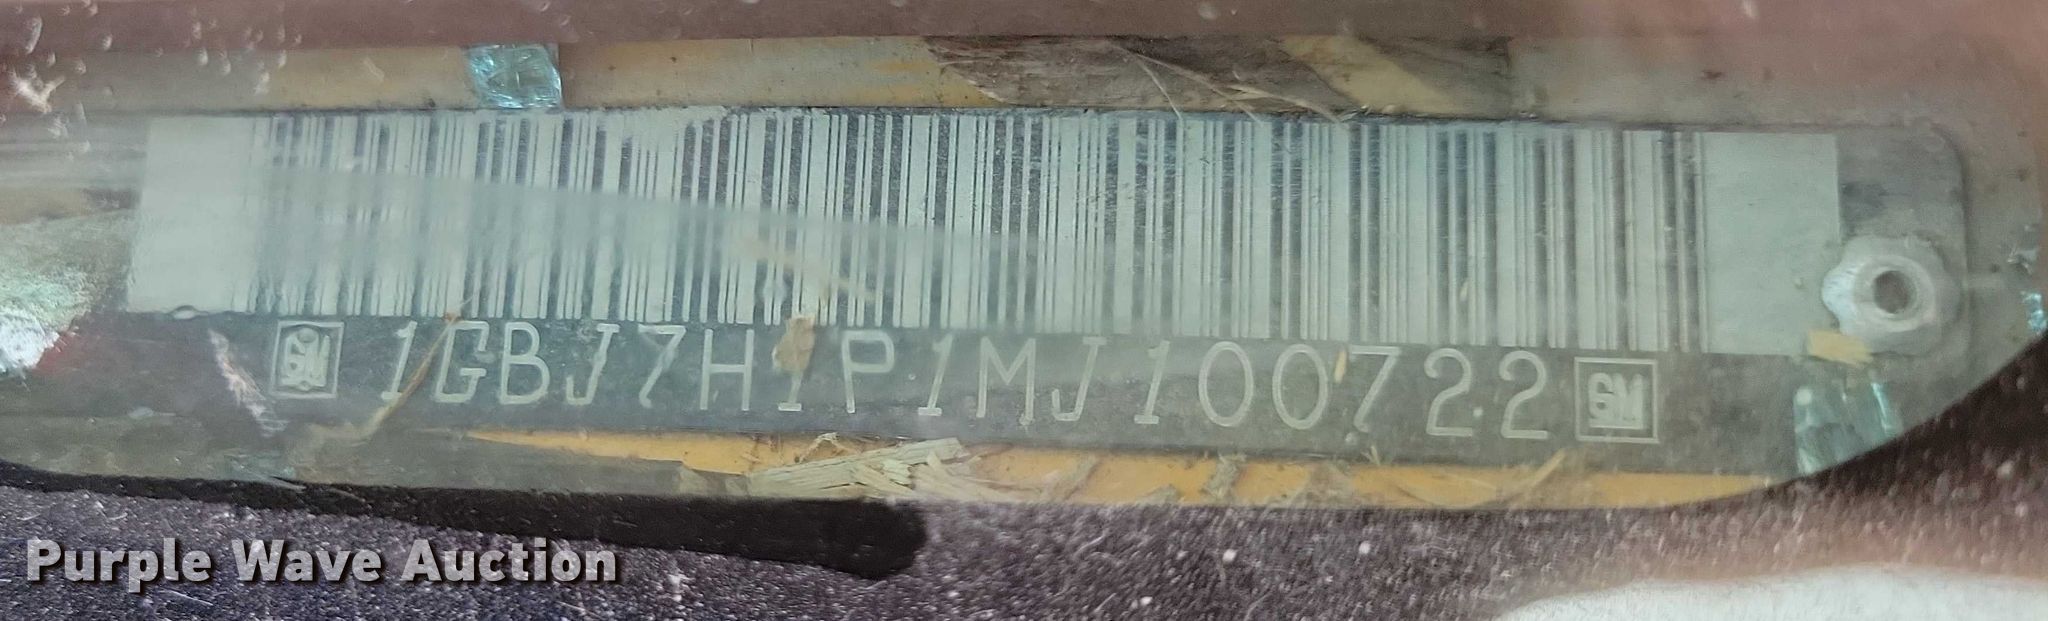 GM 1GBJ7H1P1MJ100722 GM
Purple Wave Auction